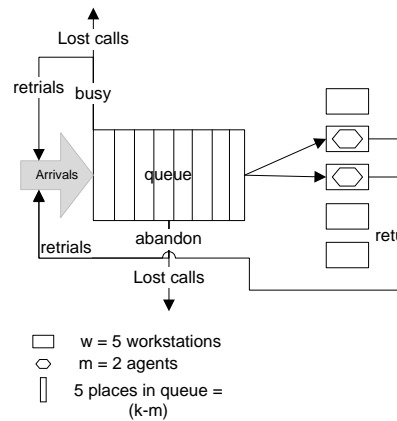 Lost calls
retrials
busy
Arrivals
queue
abandon
retrials
Lost calls
w = 5 workstations
m = 2 agents
5 places in queue =
(k-m)